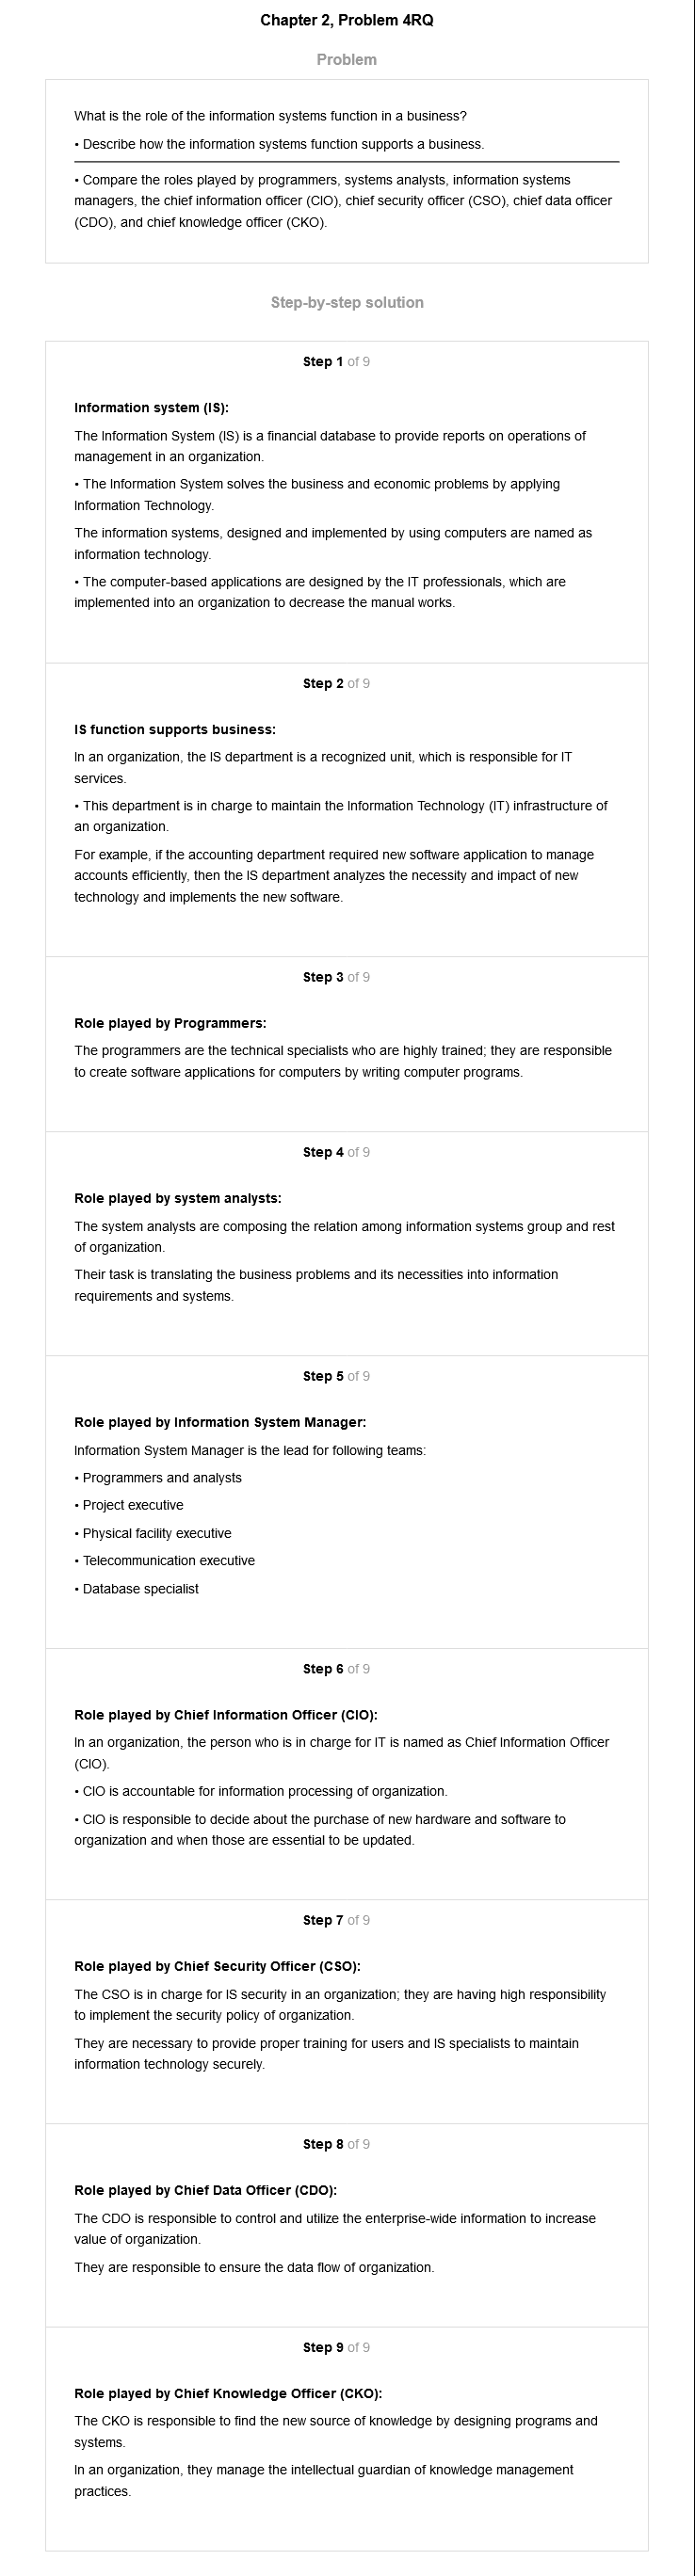 Chapter 2, Problem 4RQ
Problem
What is the role of the information systems function in a business?
• Describe how the information systems function supports a business.
• Compare the roles played by programmers, systems analysts, information systems
managers, the chief information officer (CIO), chief security officer (CSO), chief data officer
(CDO), and chief knowledge officer (CKO).
Step-by-step solution
Step 1 of 9
Information system (IS):
The Information System (IS) is a financial database to provide reports on operations of
management in an organization.
• The Information System solves the business and economic problems by applying
Information Technology.
The information systems, designed and implemented by using computers are named as
information technology.
• The computer-based applications are designed by the IT professionals, which are
implemented into an organization to decrease the manual works.
Step 2 of 9
IS function supports business:
In an organization, the IS department is a recognized unit, which is responsible for IT
services.
• This department is in charge to maintain the Information Technology (IT) infrastructure of
an organization.
For example, if the accounting department required new software application to manage
accounts efficiently, then the IS department analyzes the necessity and impact of new
technology and implements the new software.
Step 3 of 9
Role played by Programmers:
The programmers are the technical specialists who are highly trained; they are responsible
to create software applications for computers by writing computer programs.
Step 4 of 9
Role played by system analysts:
The system analysts are composing the relation among information systems group and rest
of organization.
Their task is translating the business problems and its necessities into information
requirements and systems.
Step 5 of 9
Role played by Information System Manager:
Information System Manager is the lead for following teams:
• Programmers and analysts
• Project executive
• Physical facility executive
• Telecommunication executive
• Database specialist
Step 6 of 9
Role played by Chief Information Officer (CIO):
In an organization, the person who is in charge for IT is named as Chief Information Officer
(CIO).
• CIO is accountable for information processing of organization.
• CIO is responsible to decide about the purchase of new hardware and software to
organization and when those are essential to be updated.
Step 7 of 9
Role played by Chief Security Officer (CSO):
The CSO is in charge for IS security in an organization; they are having high responsibility
to implement the security policy of organization.
They are necessary to provide proper training for users and IS specialists to maintain
information technology securely.
Step 8 of 9
Role played by Chief Data Officer (CDO):
The CDO is responsible to control and utilize the enterprise-wide information to increase
value of organization.
They are responsible to ensure the data flow of organization.
Step 9 of 9
Role played by Chief Knowledge Officer (CKO):
The CKO is responsible to find the new source of knowledge by designing programs and
systems.
In an organization, they manage the intellectual guardian of knowledge management
practices.